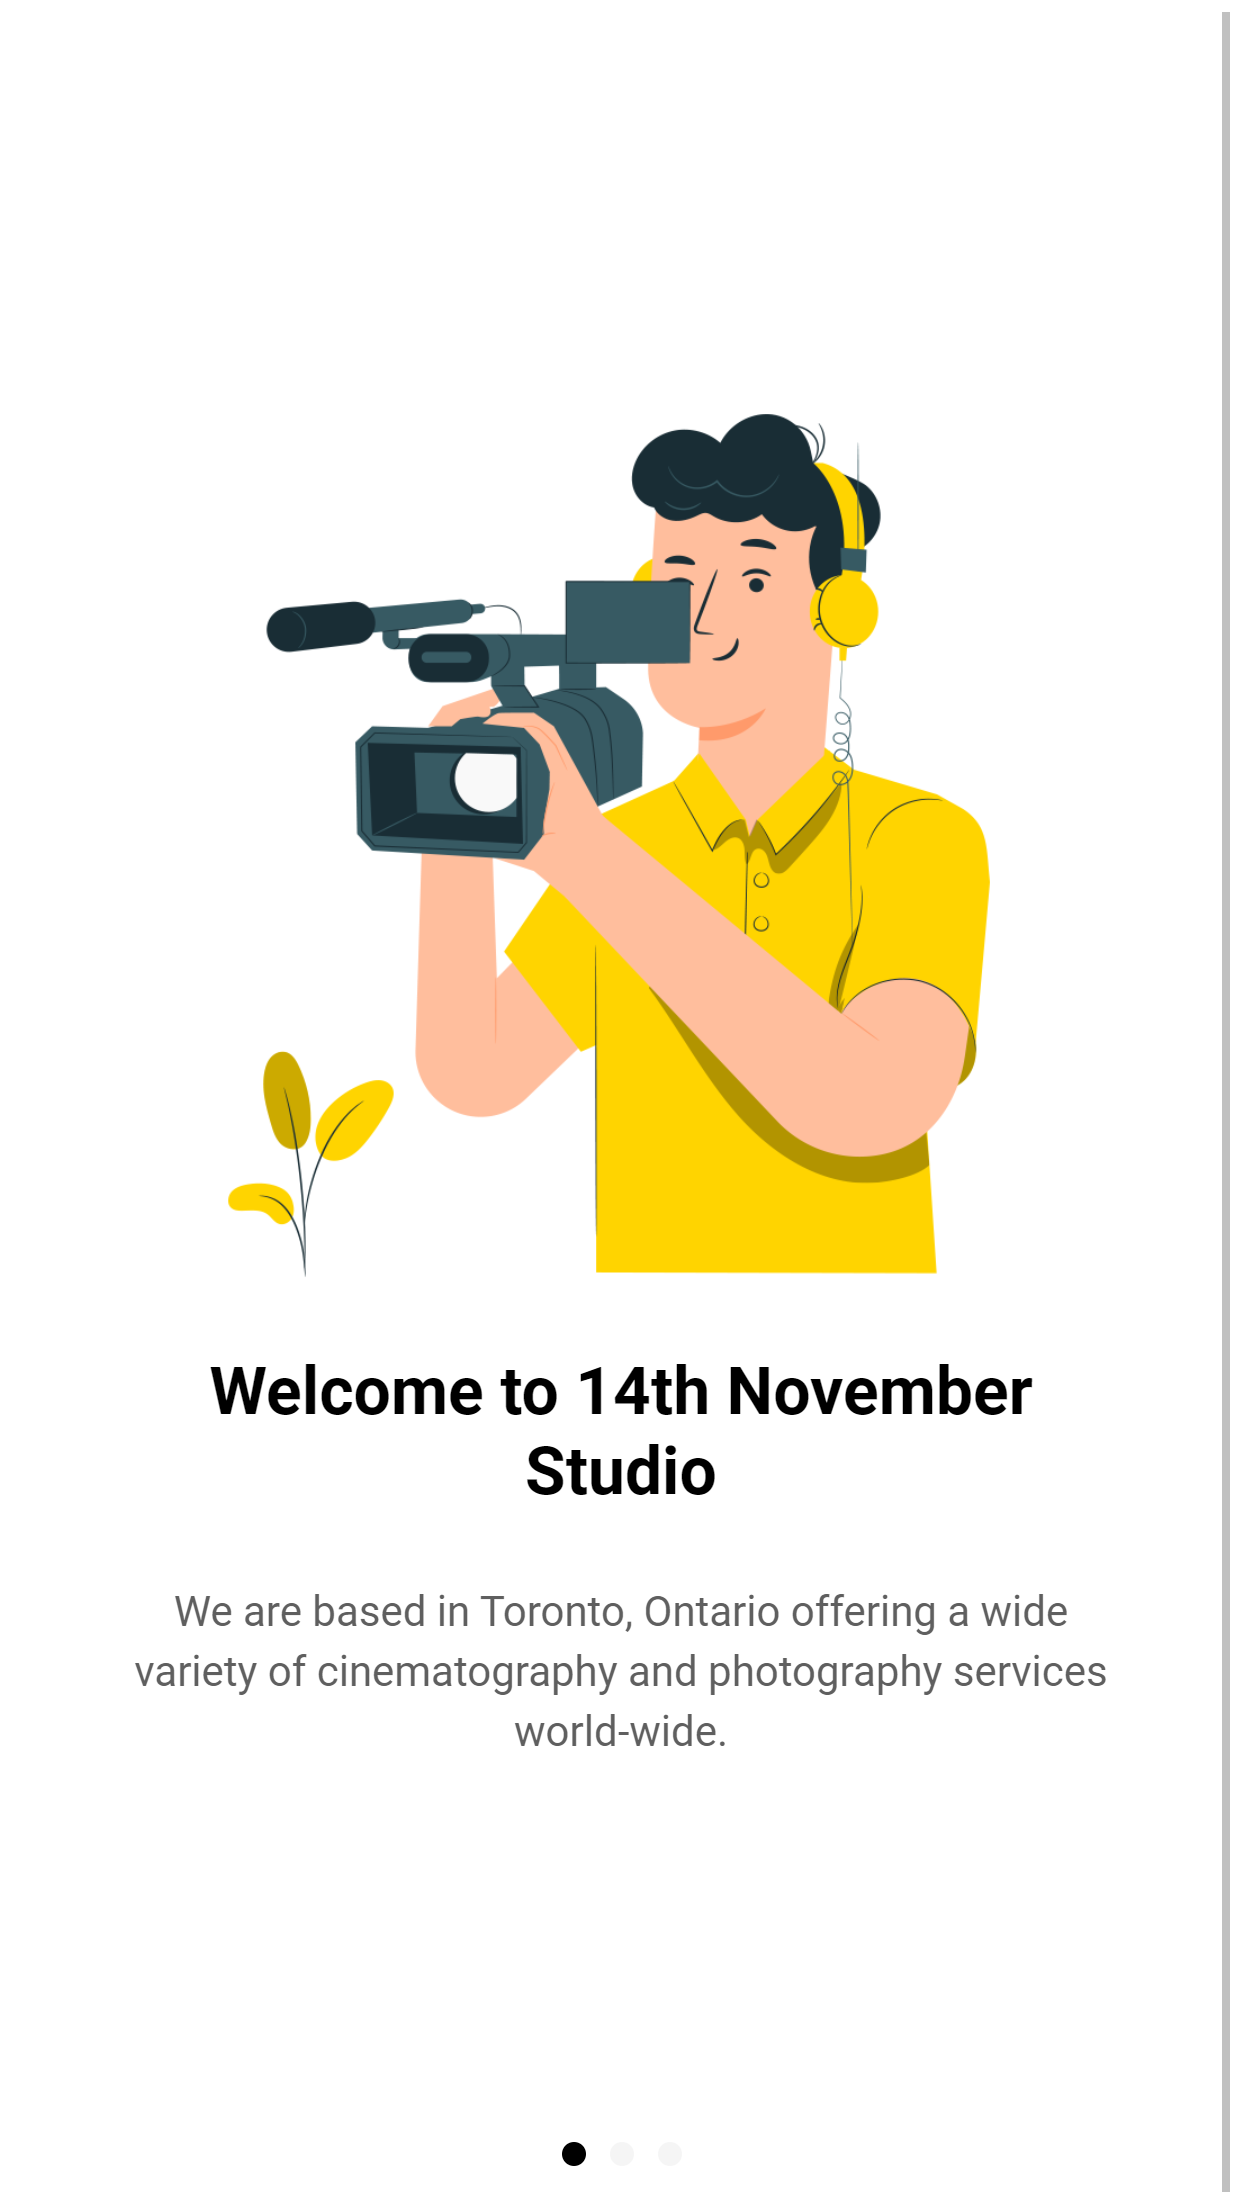 Welcome to 14th November
Studio
We are based in Toronto, Ontario offering a wide
variety of cinematography and photography services
world-wide.